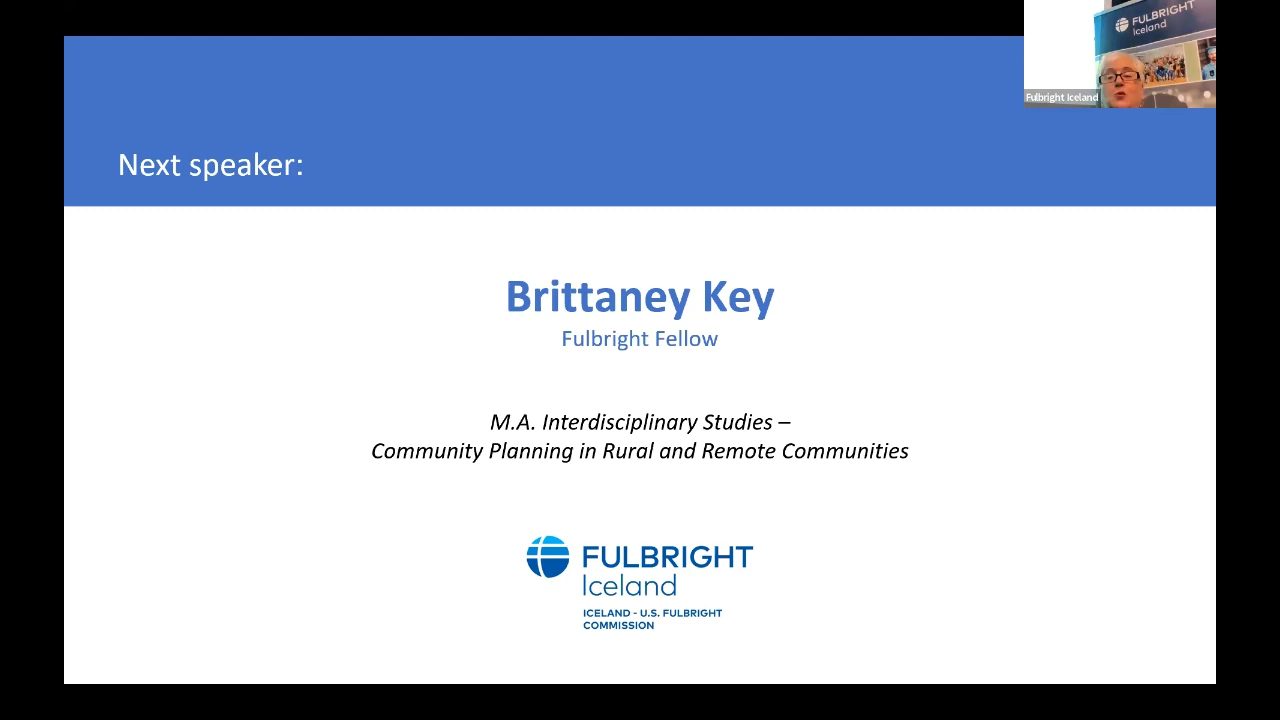 FULBRIGHT
Iceland
Fulbright Iceland
Next speaker:
Brittaney Key
Fulbright Fellow
M.A. Interdisciplinary Studies –
Community Planning in Rural and Remote Communities
FULBRIGHT
Iceland
ICELAND - U.S. FULBRIGHT
COMMISSION